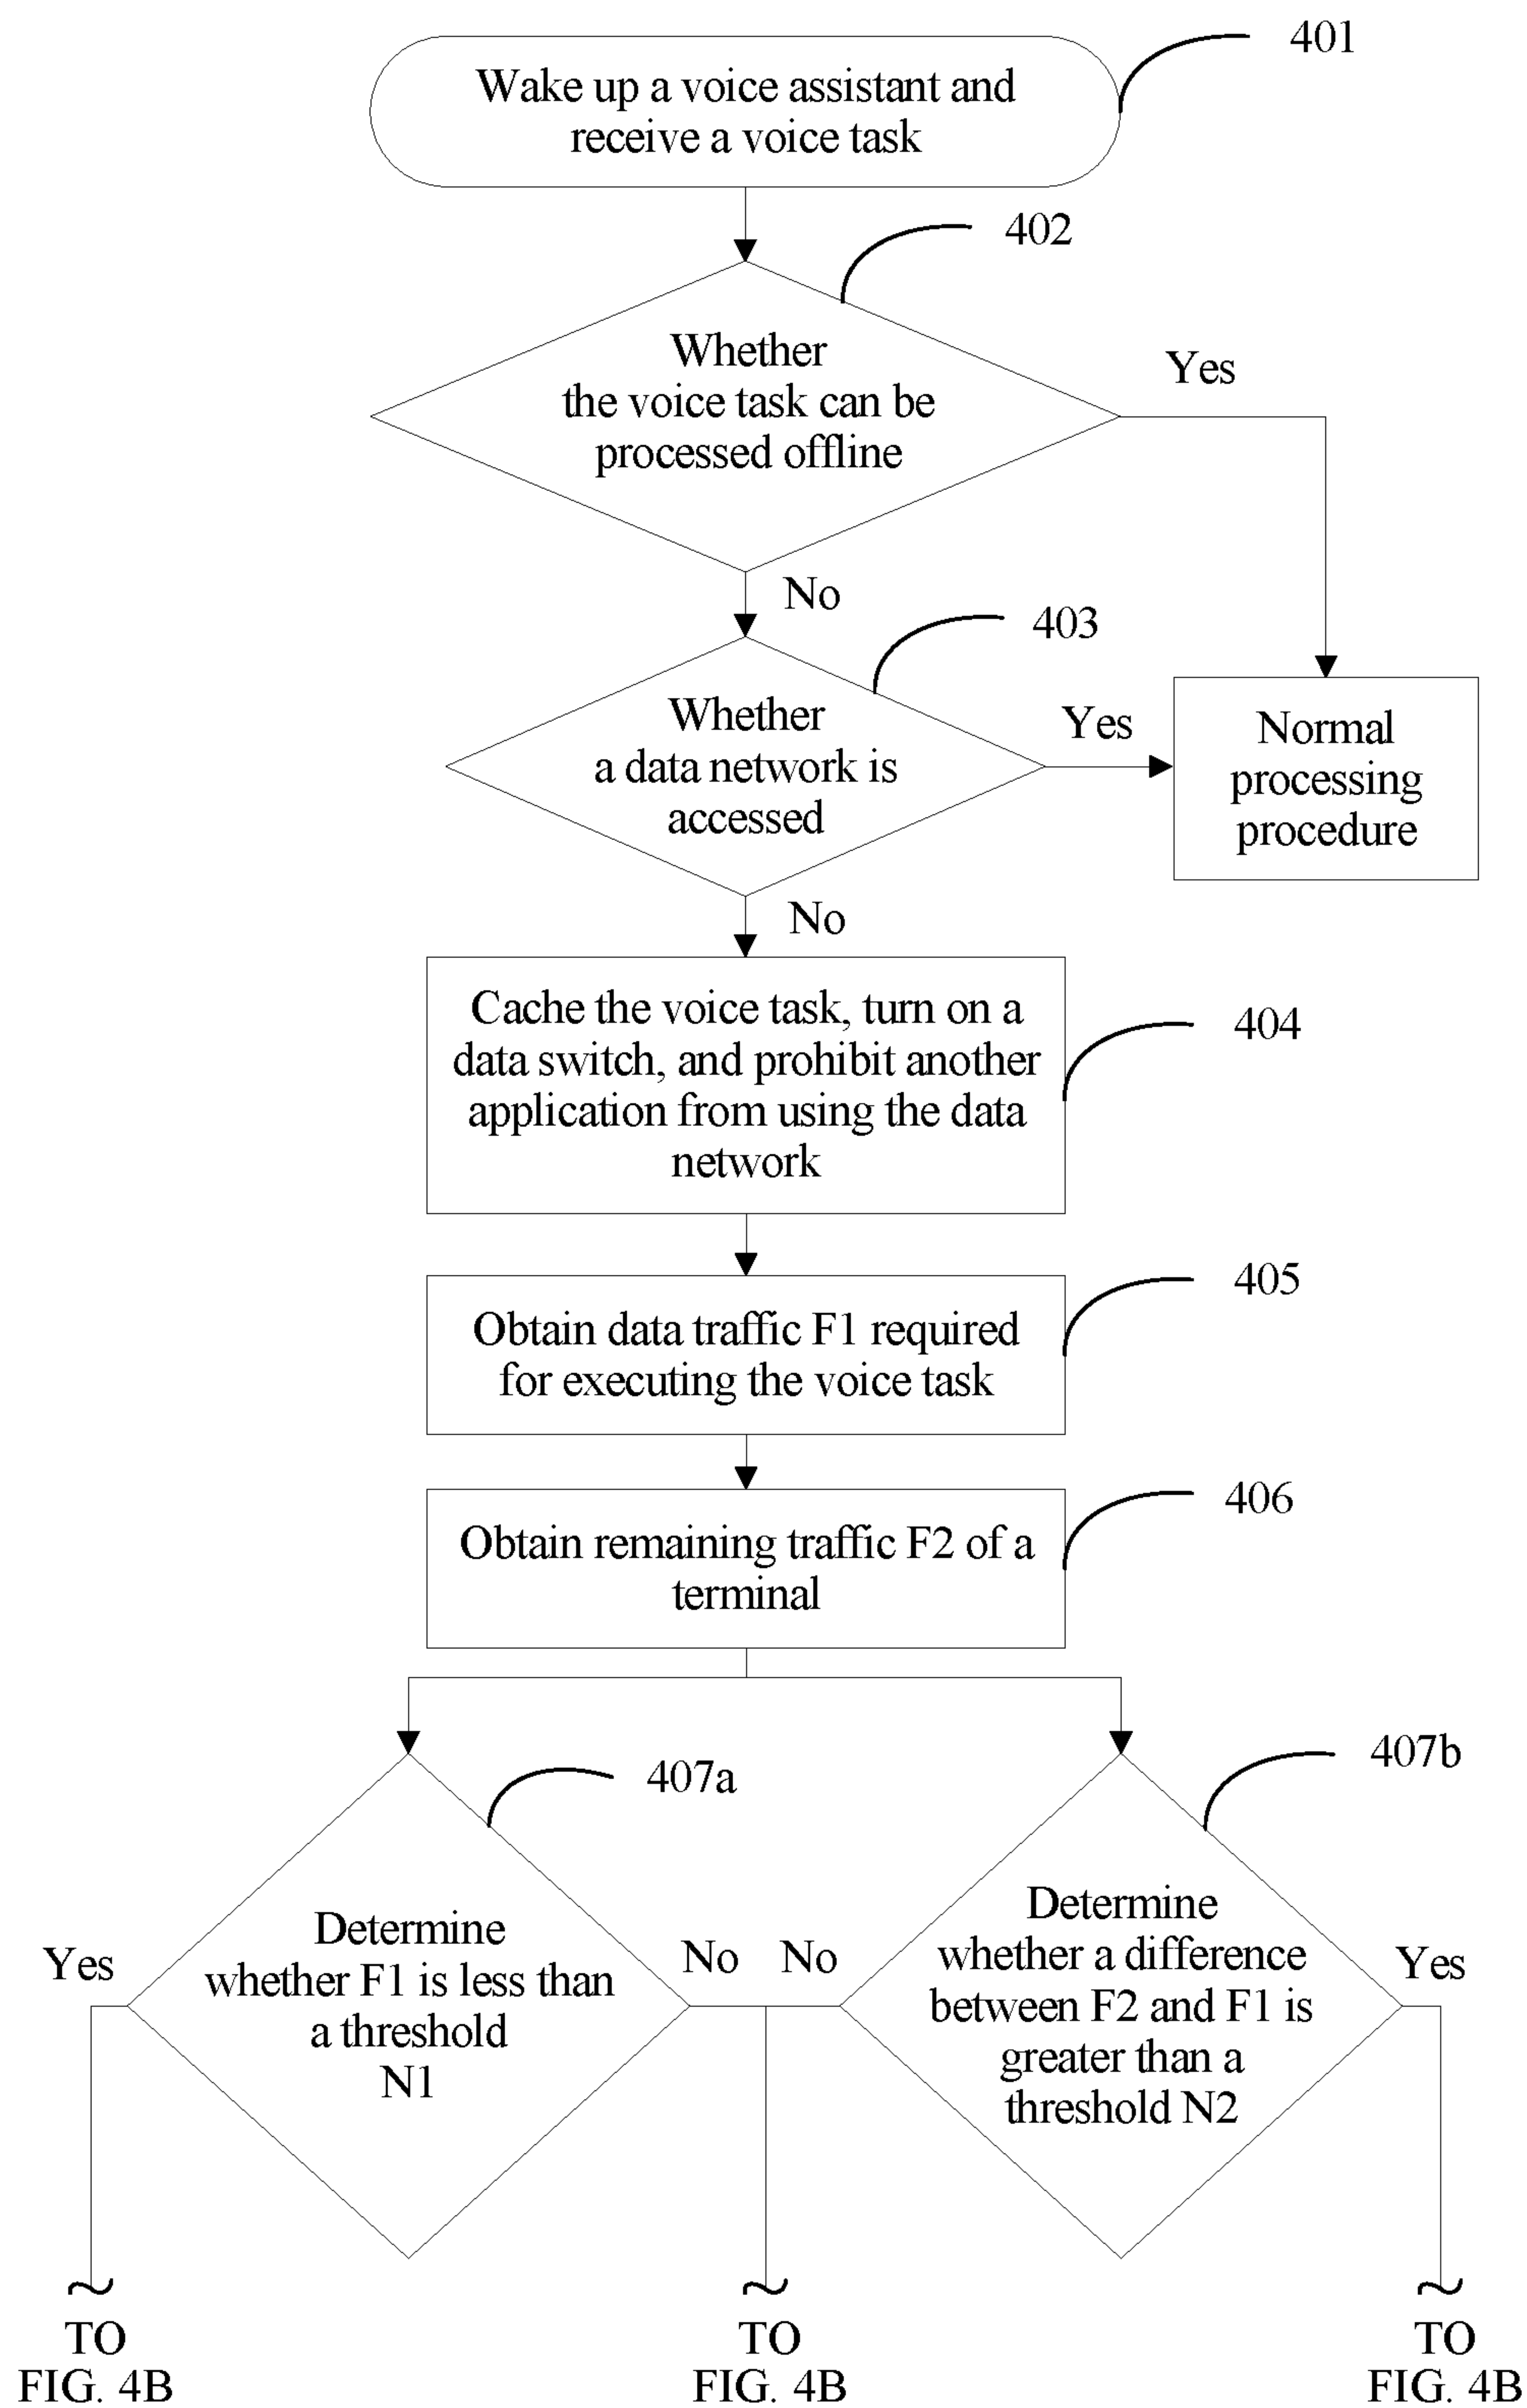 401
Wake up a voice assistant and
receive a voice task
402
Whether
the voice task can be
processed offline
Yes
No
403
Whether
a data network is
accessed
Yes
Normal
processing
procedure
No
Cache the voice task, turn on a
data switch, and prohibit another
application from using the data
network
404
405
Obtain data traffic F1 required
for executing the voice task
406
Obtain remaining traffic F2 of a
terminal
407a
407b
Determine
whether F1 is less than
a threshold
N1
Yes
No
No
Determine
whether a difference
between F2 and F1 is
greater than a
threshold N2
Yes
TO
FIG. 4B
TO
FIG. 4B
TO
FIG. 4B